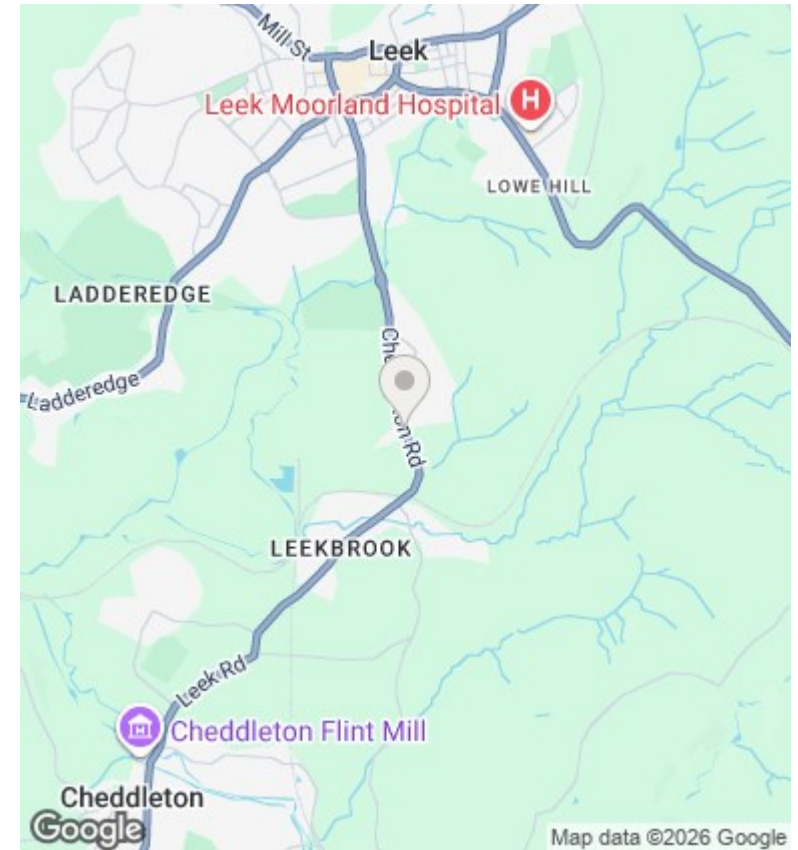 Mill St
Leek
Leek Moorland Hospital
H
LOWE HILL
LADDEREDGE
Ladderedge
Rd
LEEKBROOK
Leek Rd
Cheddleton Flint Mill
Cheddleton
Google
Map data ©2026 Google